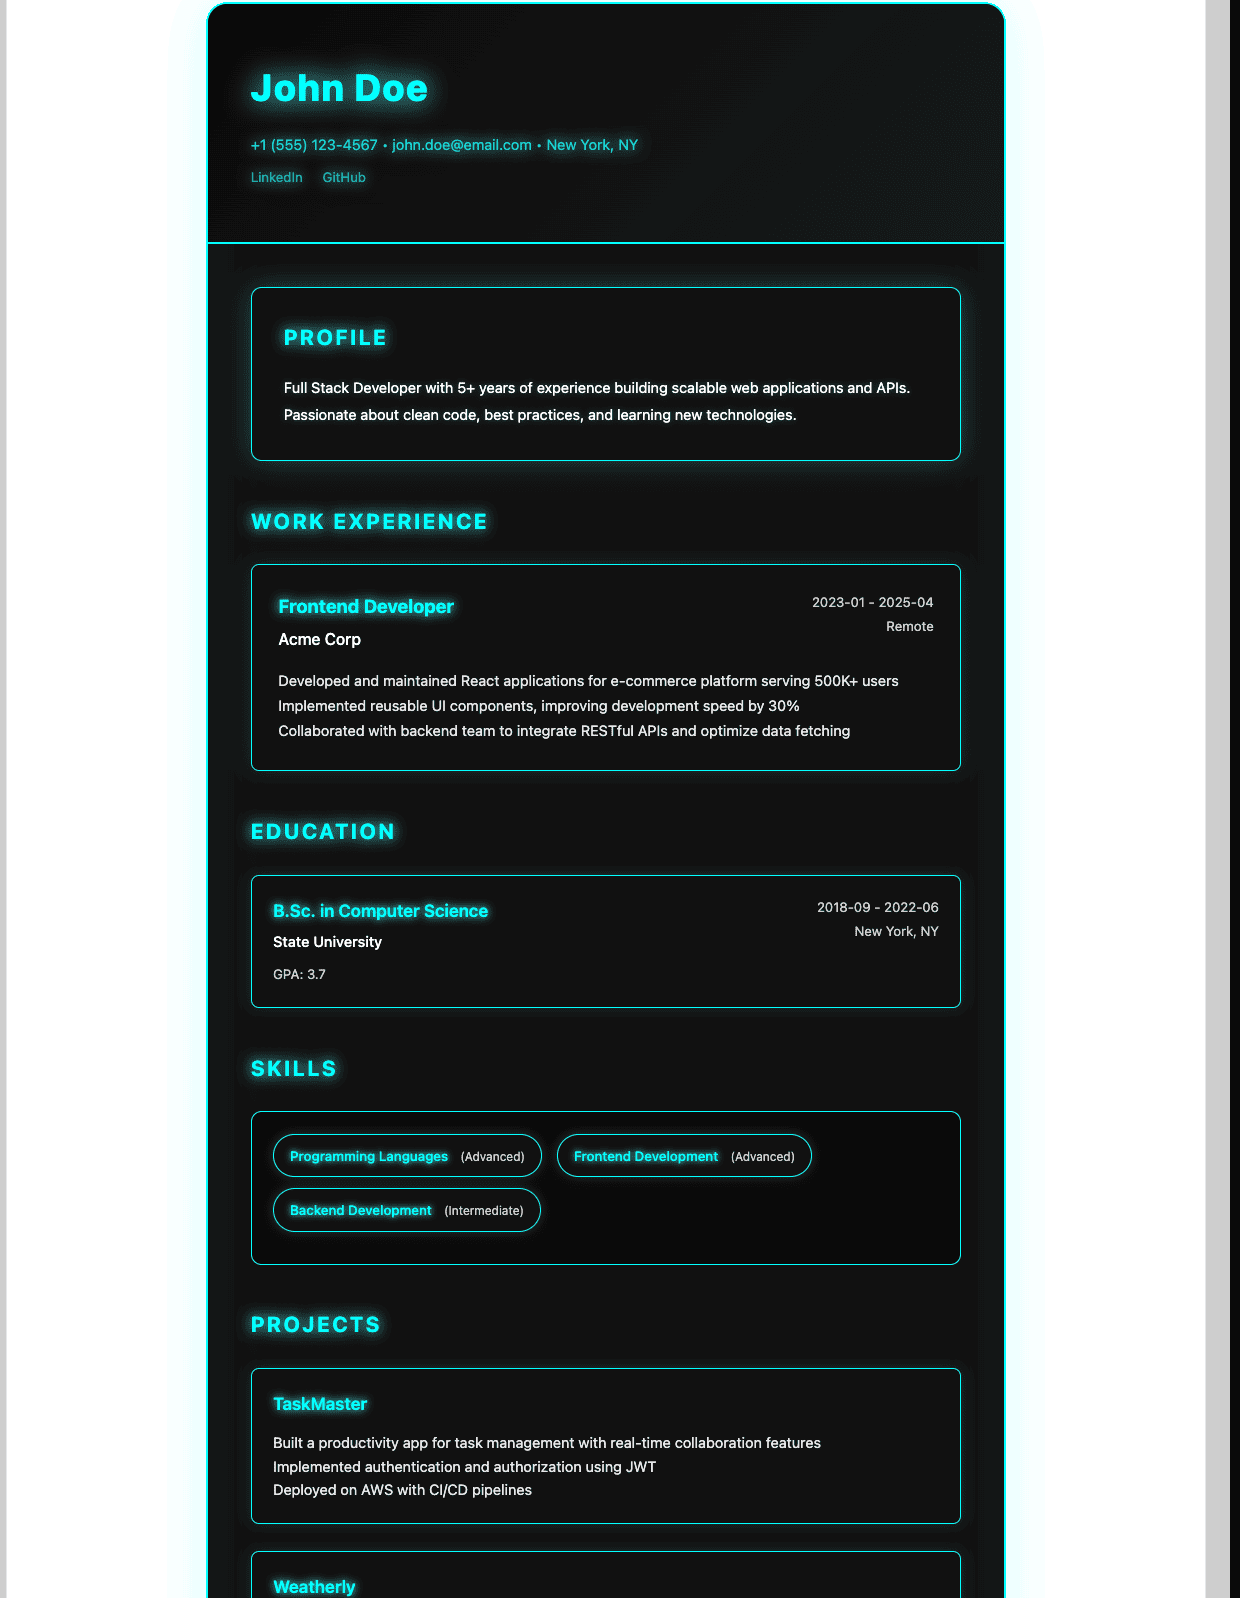 John Doe
+1 (555) 123-4567 • john.doe@email.com • New York, NY
LinkedIn GitHub
PROFILE
Full Stack Developer with 5+ years of experience building scalable web applications and APIs.
Passionate about clean code, best practices, and learning new technologies.
WORK EXPERIENCE
Frontend Developer
2023-01 - 2025-04
Acme Corp
Remote
Developed and maintained React applications for e-commerce platform serving 500K+ users
Implemented reusable UI components, improving development speed by 30%
Collaborated with backend team to integrate RESTful APIs and optimize data fetching
EDUCATION
B.Sc. in Computer Science
2018-09 - 2022-06
State University
New York, NY
GPA: 3.7
SKILLS
Programming Languages (Advanced)
Frontend Development (Advanced)
Backend Development (Intermediate)
PROJECTS
TaskMaster
Built a productivity app for task management with real-time collaboration features
Implemented authentication and authorization using JWT
Deployed on AWS with CI/CD pipelines
Weatherly